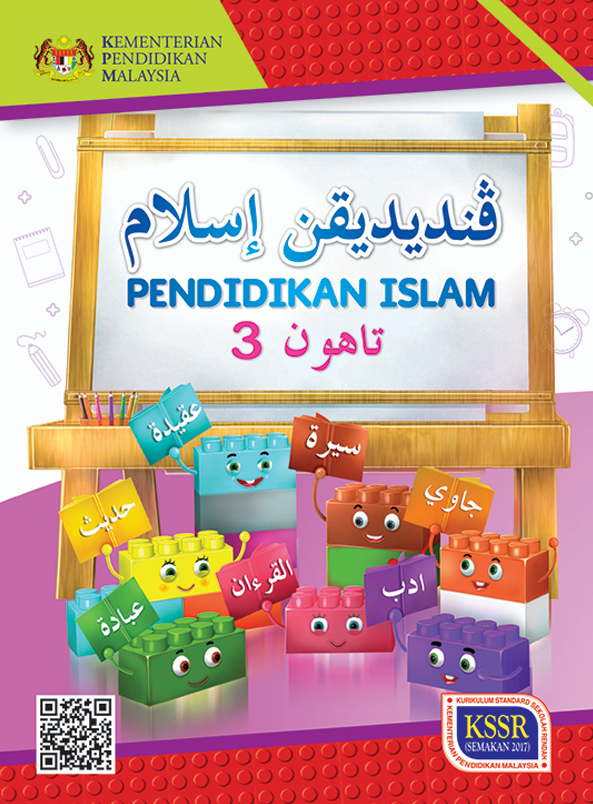 KEMENTERIAN
PENDIDIKAN
MALAYSIA
ڤنديديقن إسلام
PENDIDIKAN ISLAM
تاهون 3
عقيدة
سيرة
جاوي
حديث
القرءان
ادب
عبادة
KURIKULUM STANDARD SEKOLAH RENDAH
KSSR
(SEMAKAN 2017)
KEMENTERIAN PENDIDIKAN MALAYSIA